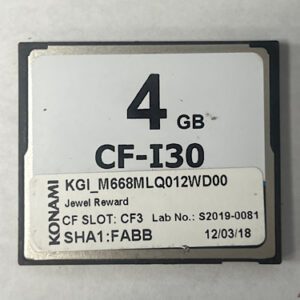 4 GB
CF-I30
KONAMI
KGI_M668MLQ012WD00
Jewel Reward
CF SLOT: CF3 Lab No.: S2019-0081
SHA1:FABB 12/03/18